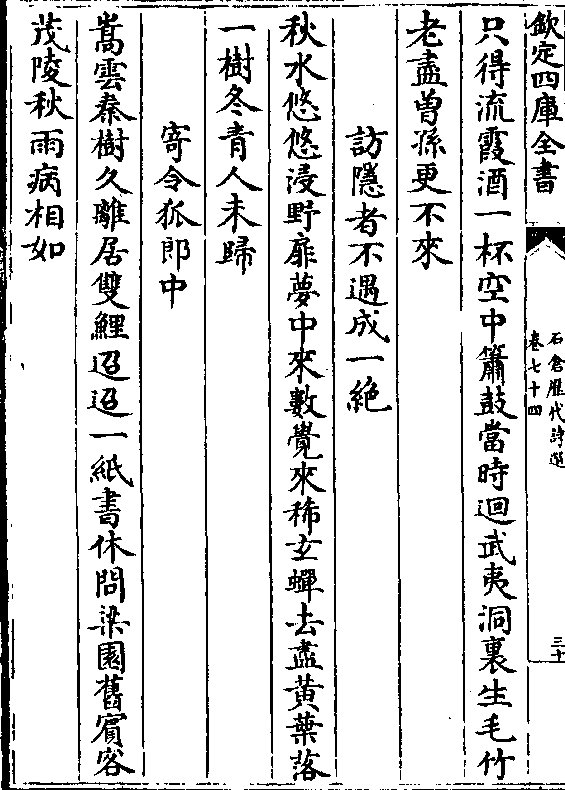 欽定四庫全書
石倉歷代詩選
卷七十四
三十
只得流霞酒一杯空中簫鼓當時迴武夷洞裏生毛竹
老盡曽孫更不來
訪隱者不遇成一絶
秋水悠悠浸野扉夢中來數覺來稀玄蟬去盡黃葉落
一樹冬青人未歸
寄令狐郎中
嵩雲秦樹久離居雙鯉迢迢一紙書休問梁園舊賓客
茂陵秋雨病相如